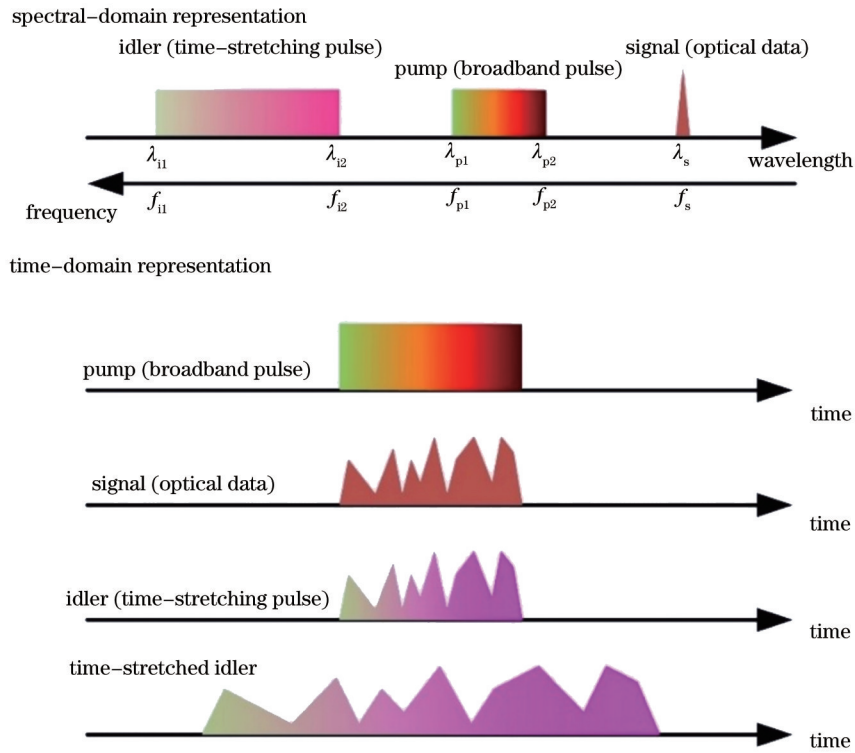 spectral-domain representation
idler (time-stretching pulse)
signal (optical data)
pump (broadband pulse)
λi1 λi2 λp1 λp2 λs
wavelength
fi1 fi2 fp1 fp2 fs
frequency
time-domain representation
pump (broadband pulse)
time
signal (optical data)
time
idler (time-stretching pulse)
time
time-stretched idler
time